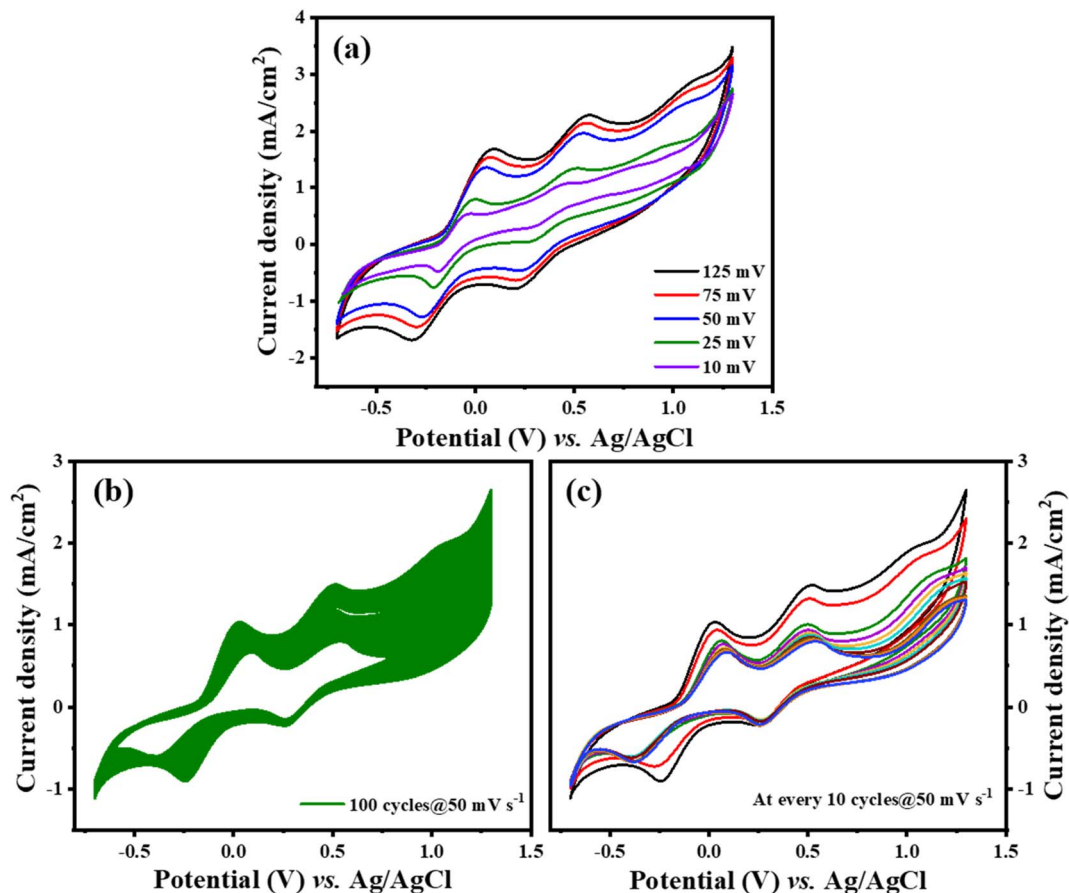 (a)
Current density (mA/cm²)
4
3
2
1
0
-1
-2
125 mV
75 mV
50 mV
25 mV
10 mV
-0.5 0.0 0.5 1.0 1.5
Potential (V) vs. Ag/AgCl
(b)
Current density (mA/cm²)
3
2
1
0
-1
100 cycles@50 mV s⁻¹
-0.5 0.0 0.5 1.0 1.5
Potential (V) vs. Ag/AgCl
(c)
3
2
1
0
-1
Current density (mA/cm²)
At every 10 cycles@50 mV s⁻¹
-0.5 0.0 0.5 1.0 1.5
Potential (V) vs. Ag/AgCl